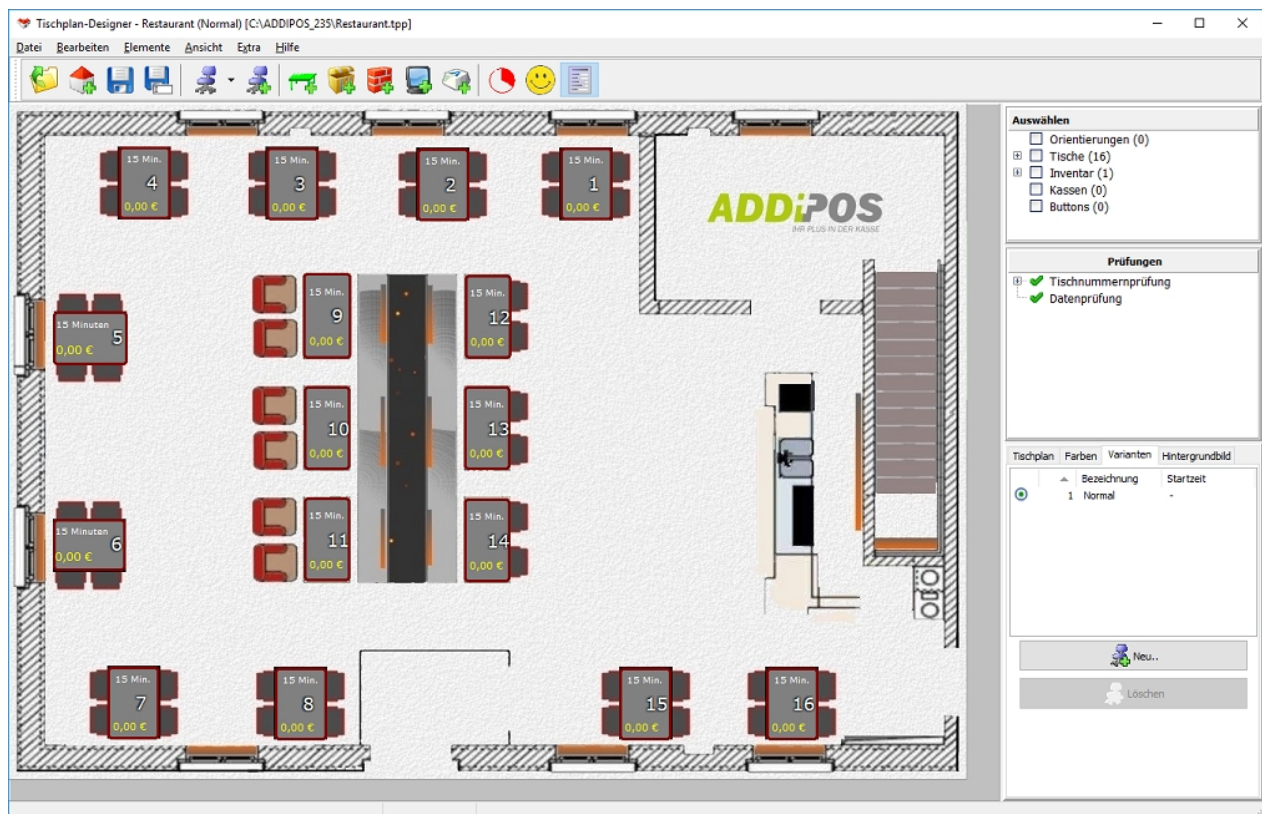 Tischplan-Designer - Restaurant (Normal) [C:\ADDIPOS_235\Restaurant.tpp]
Datei Bearbeiten Elemente Ansicht Extra Hilfe
15 Min.
4
0,00 €
15 Min.
3
0,00 €
15 Min.
2
0,00 €
15 Min.
1
0,00 €
ADDiPOS
IHR PLUS IN DER KASSE
15 Minuten
5
0,00 €
15 Min.
9
0,00 €
15 Min.
12
0,00 €
15 Min.
10
0,00 €
15 Min.
13
0,00 €
15 Minuten
6
0,00 €
15 Min.
11
0,00 €
15 Min.
14
0,00 €
15 Min.
7
0,00 €
15 Min.
8
0,00 €
15 Min.
15
0,00 €
15 Min.
16
0,00 €
Auswählen
Orientierungen (0)
Tische (16)
Inventar (1)
Kassen (0)
Buttons (0)
Prüfungen
Tischnummernprüfung
Datenprüfung
Tischplan Farben Varianten Hintergrundbild
Bezeichnung Startzeit
1 Normal -
Neu..
Löschen